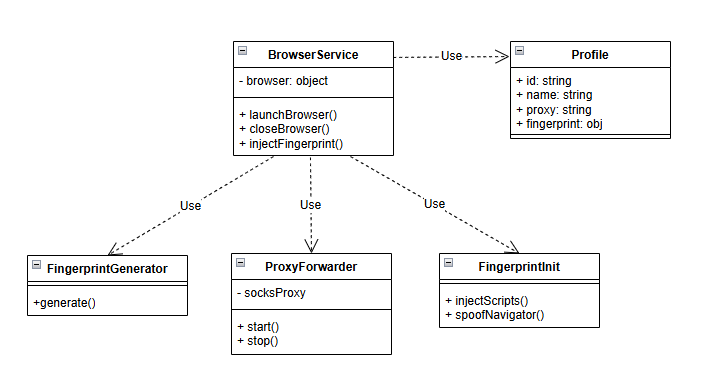 BrowserService
- browser: object
+ launchBrowser()
+ closeBrowser()
+ injectFingerprint()
Use
Profile
+ id: string
+ name: string
+ proxy: string
+ fingerprint: obj
Use
Use
Use
FingerprintGenerator
+generate()
ProxyForwarder
- socksProxy
+ start()
+ stop()
FingerprintInit
+ injectScripts()
+ spoofNavigator()